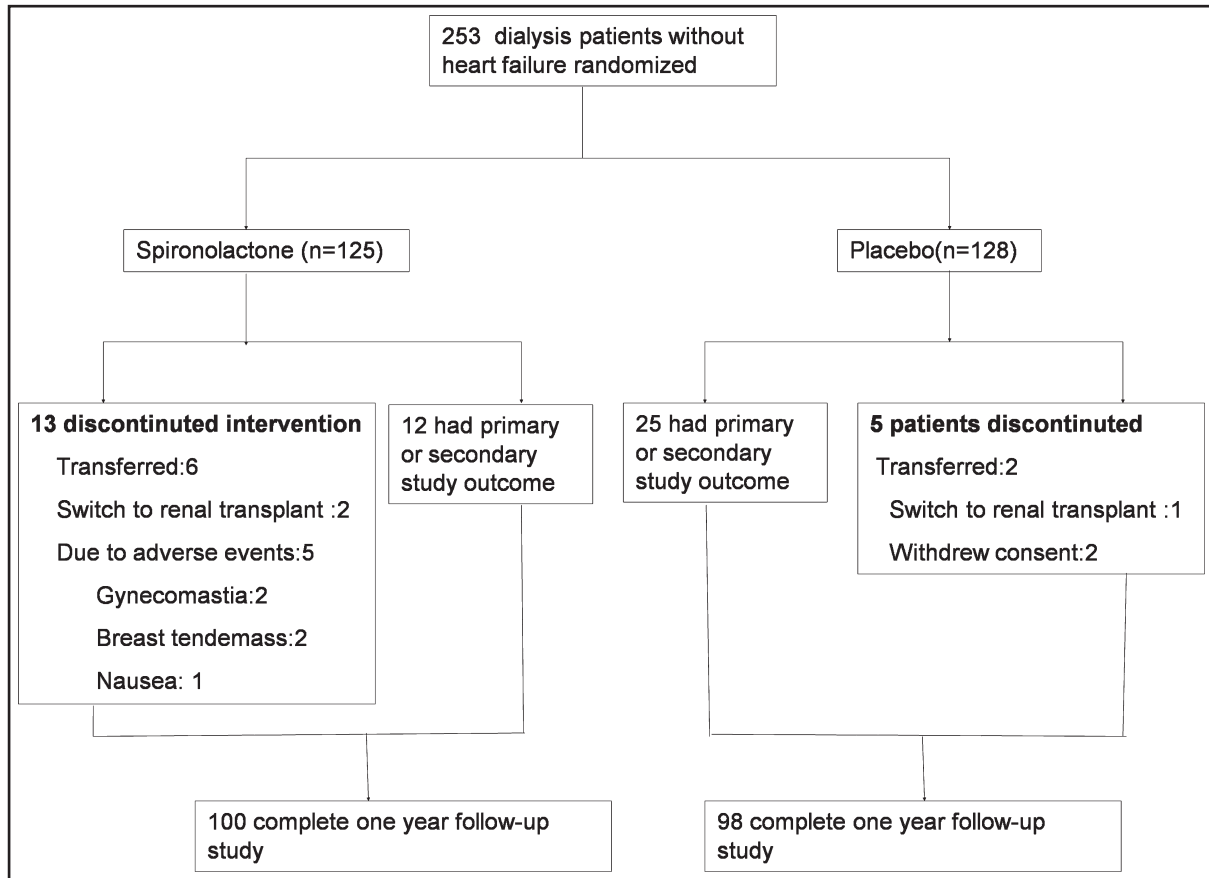 253 dialysis patients without
heart failure randomized
Spironolactone (n=125)
Placebo(n=128)
13 discontinuted intervention
Transferred:6
Switch to renal transplant :2
Due to adverse events:5
Gynecomastia:2
Breast tendemass:2
Nausea: 1
12 had primary
or secondary
study outcome
25 had primary
or secondary
study outcome
5 patients discontinuted
Transferred:2
Switch to renal transplant :1
Withdrew consent:2
100 complete one year follow-up
study
98 complete one year follow-up
study